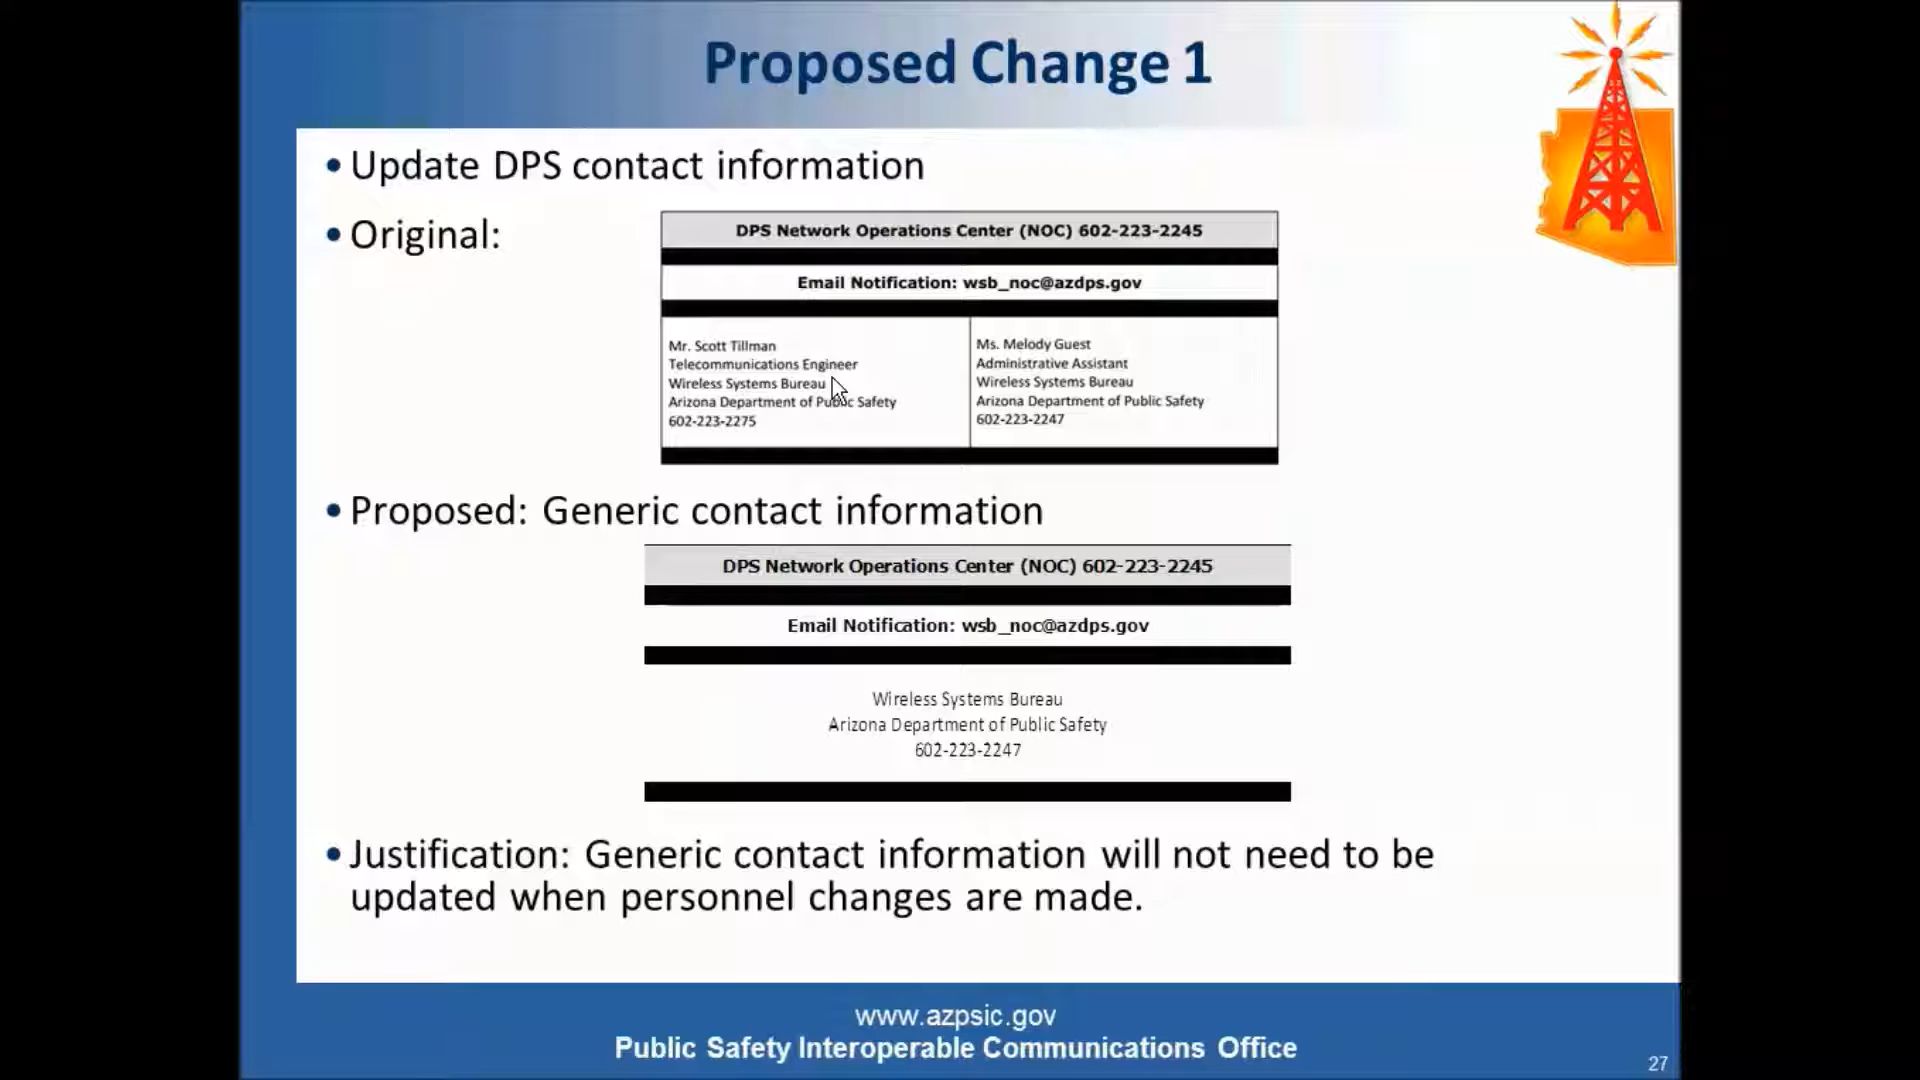 Proposed Change 1
• Update DPS contact information
• Original:
DPS Network Operations Center (NOC) 602-223-2245
Email Notification: wsb_noc@azdps.gov
Mr. Scott Tillman
Telecommunications Engineer
Wireless Systems Bureau
Arizona Department of Public Safety
602-223-2275
Ms. Melody Guest
Administrative Assistant
Wireless Systems Bureau
Arizona Department of Public Safety
602-223-2247
• Proposed: Generic contact information
DPS Network Operations Center (NOC) 602-223-2245
Email Notification: wsb_noc@azdps.gov
Wireless Systems Bureau
Arizona Department of Public Safety
602-223-2247
• Justification: Generic contact information will not need to be
updated when personnel changes are made.
www.azpsic.gov
Public Safety Interoperable Communications Office
27